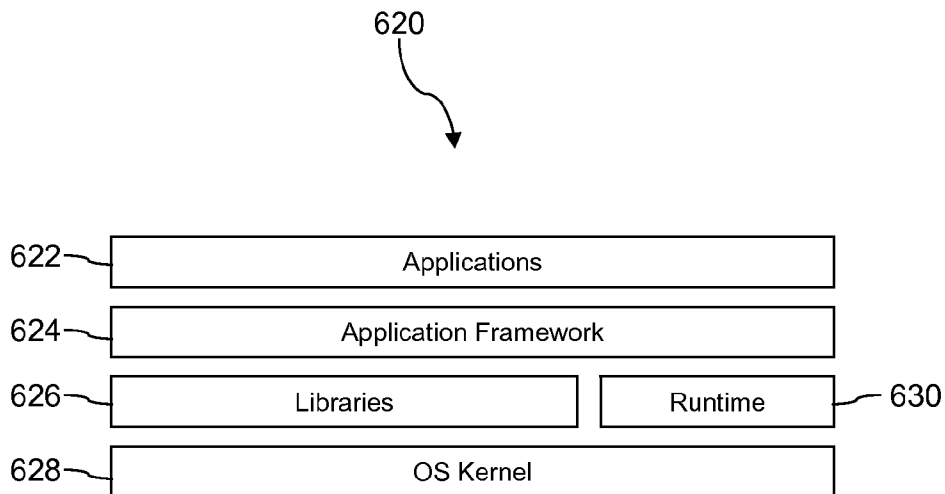 620
622 Applications
624 Application Framework
626 Libraries Runtime 630
628 OS Kernel